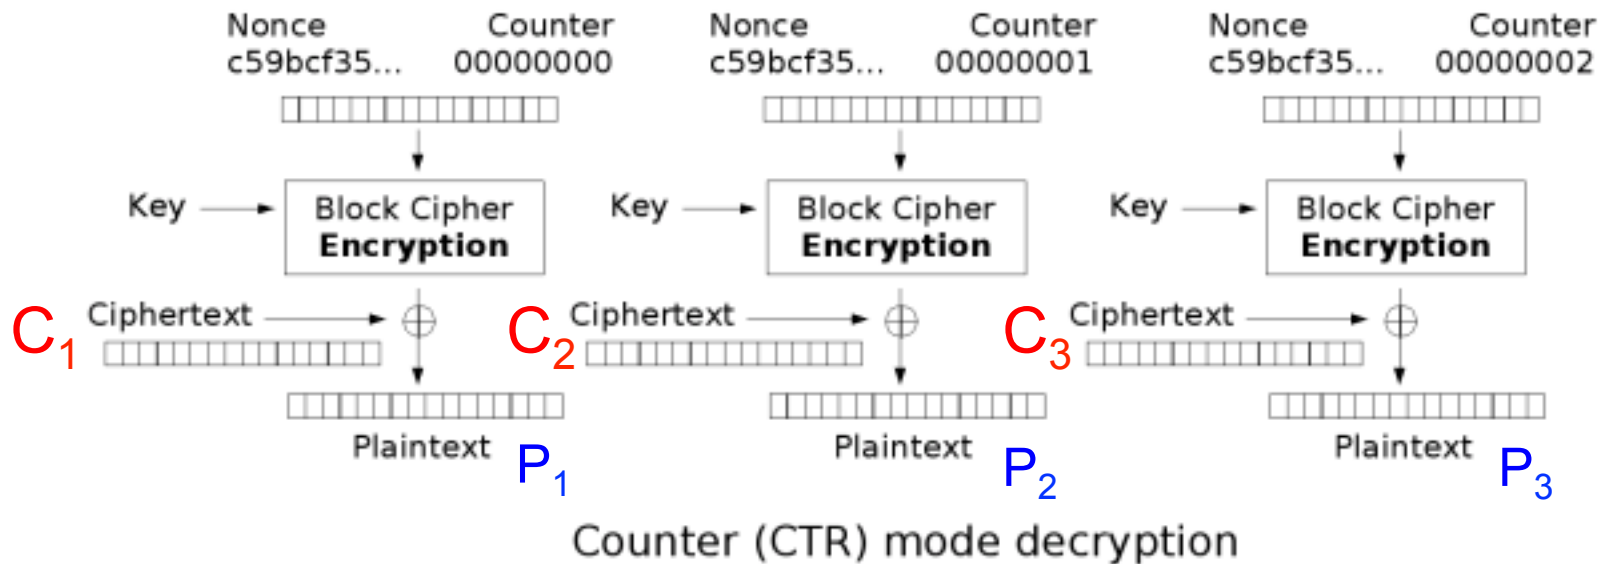 Nonce Counter Nonce Counter Nonce Counter
c59bcf35... 00000000 c59bcf35... 00000001 c59bcf35... 00000002
Key Block Cipher Key Block Cipher Key Block Cipher
Encryption Encryption Encryption
C1 Ciphertext C2 Ciphertext C3 Ciphertext
Plaintext P1 Plaintext P2 Plaintext P3
Counter (CTR) mode decryption